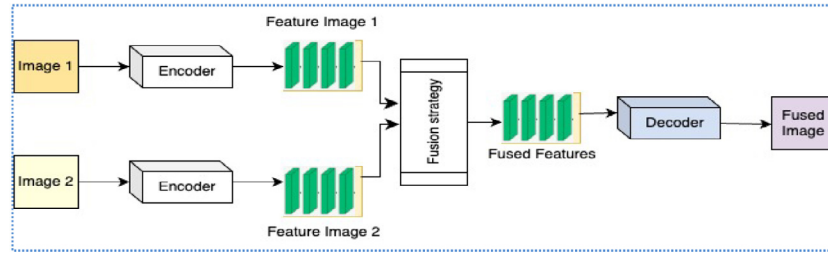 Feature Image 1
Image 1
Encoder
Fusion strategy
Fused Features
Decoder
Fused
Image
Image 2
Encoder
Feature Image 2